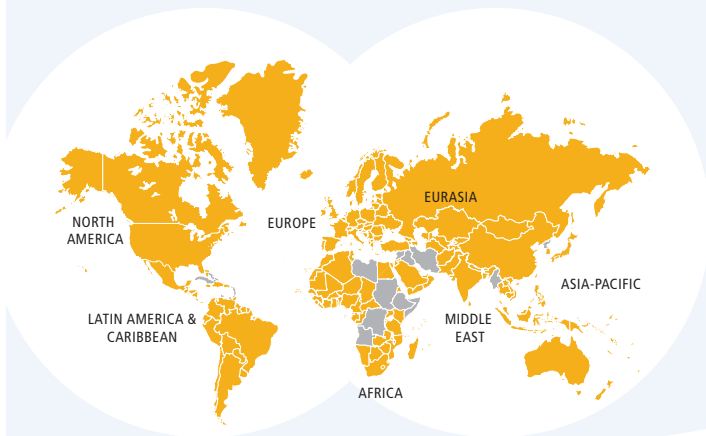 EURASIA
NORTH
AMERICA
EUROPE
ASIA-PACIFIC
LATIN AMERICA &
CARIBBEAN
MIDDLE
EAST
AFRICA